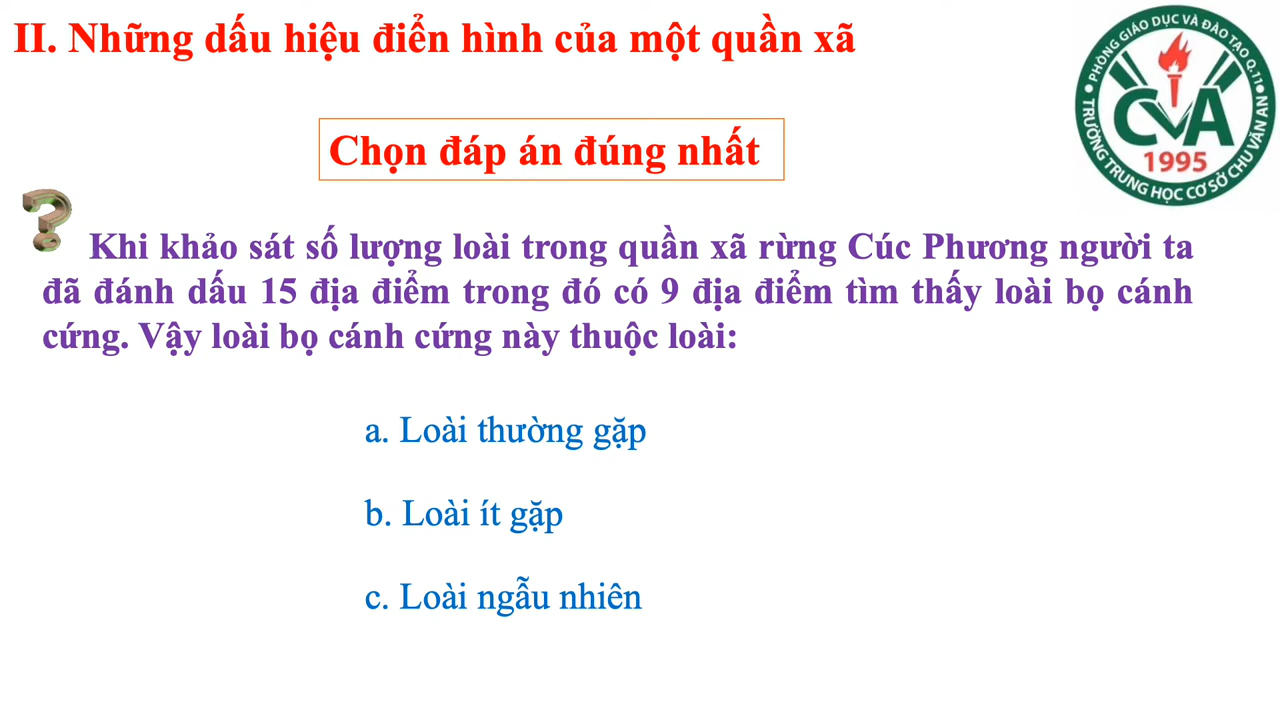 II. Những dấu hiệu điển hình của một quần xã
PHÒNG GIÁO DỤC VÀ ĐÀO TẠO Q.11
CVA
1995
TRƯỜNG TRUNG HỌC CƠ SỞ CHU VĂN AN
Chọn đáp án đúng nhất
?
Khi khảo sát số lượng loài trong quần xã rừng Cúc Phương người ta
đã đánh dấu 15 địa điểm trong đó có 9 địa điểm tìm thấy loài bọ cánh
cứng. Vậy loài bọ cánh cứng này thuộc loài:
a. Loài thường gặp
b. Loài ít gặp
c. Loài ngẫu nhiên